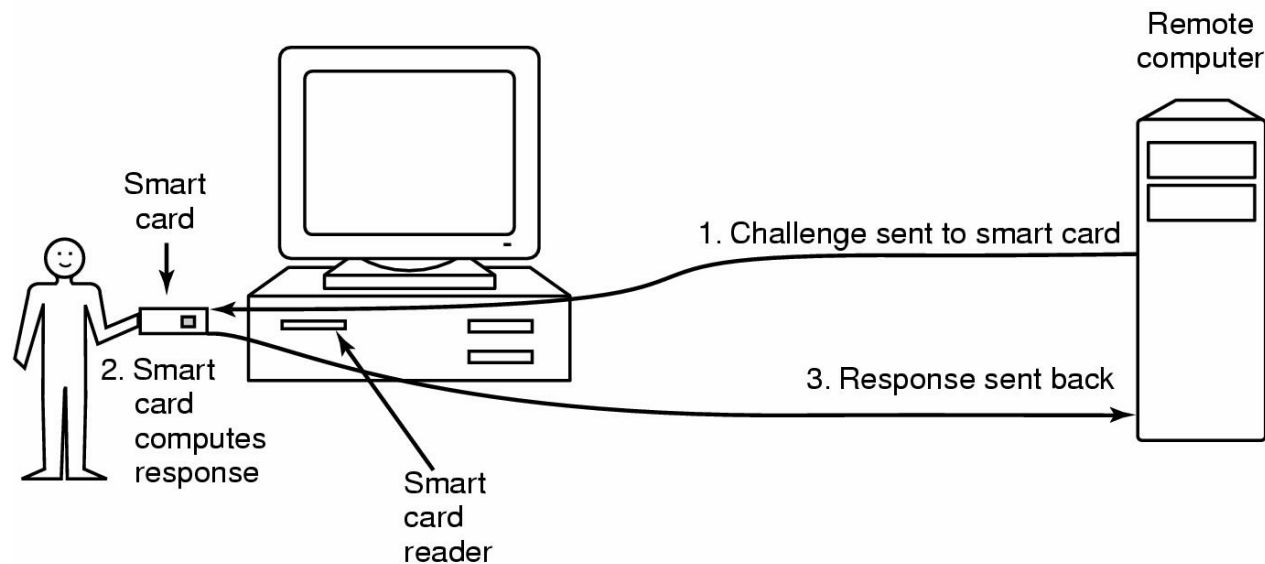 Remote
computer
Smart
card
1. Challenge sent to smart card
2. Smart
card
computes
response
3. Response sent back
Smart
card
reader